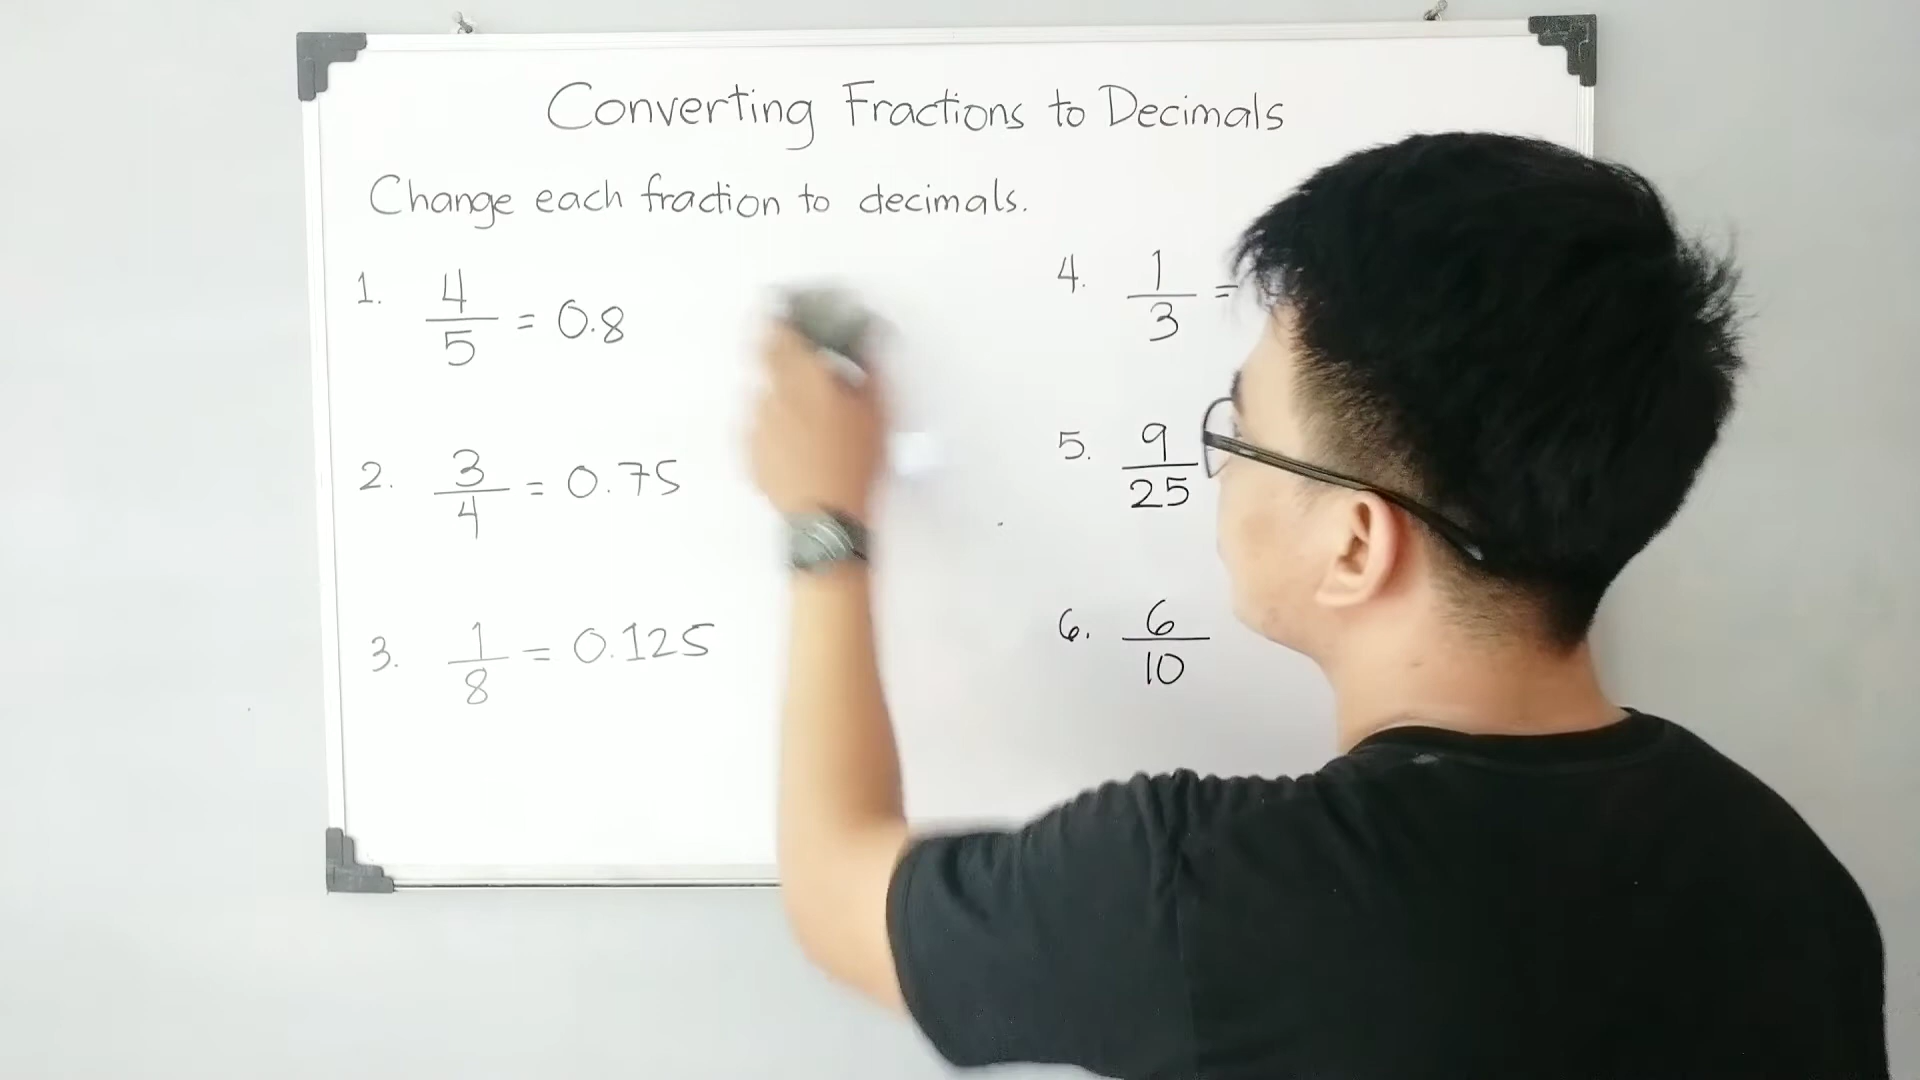 Converting Fractions to Decimals
Change each fraction to decimals.
1. 4/5 = 0.8
2. 3/4 = 0.75
3. 1/8 = 0.125
4. 1/3 =
5. 9/25
6. 6/10